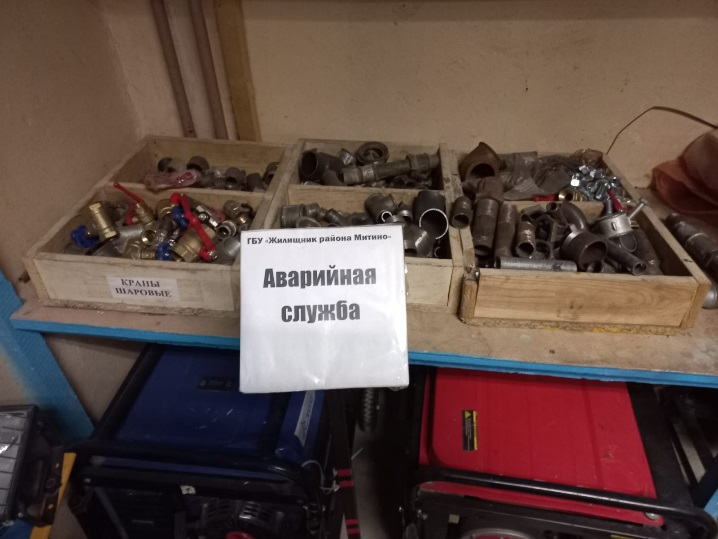 ГБУ «Жилищник района Митино»
Аварийная
служба
КРАНЫ
ШАРОВЫЕ